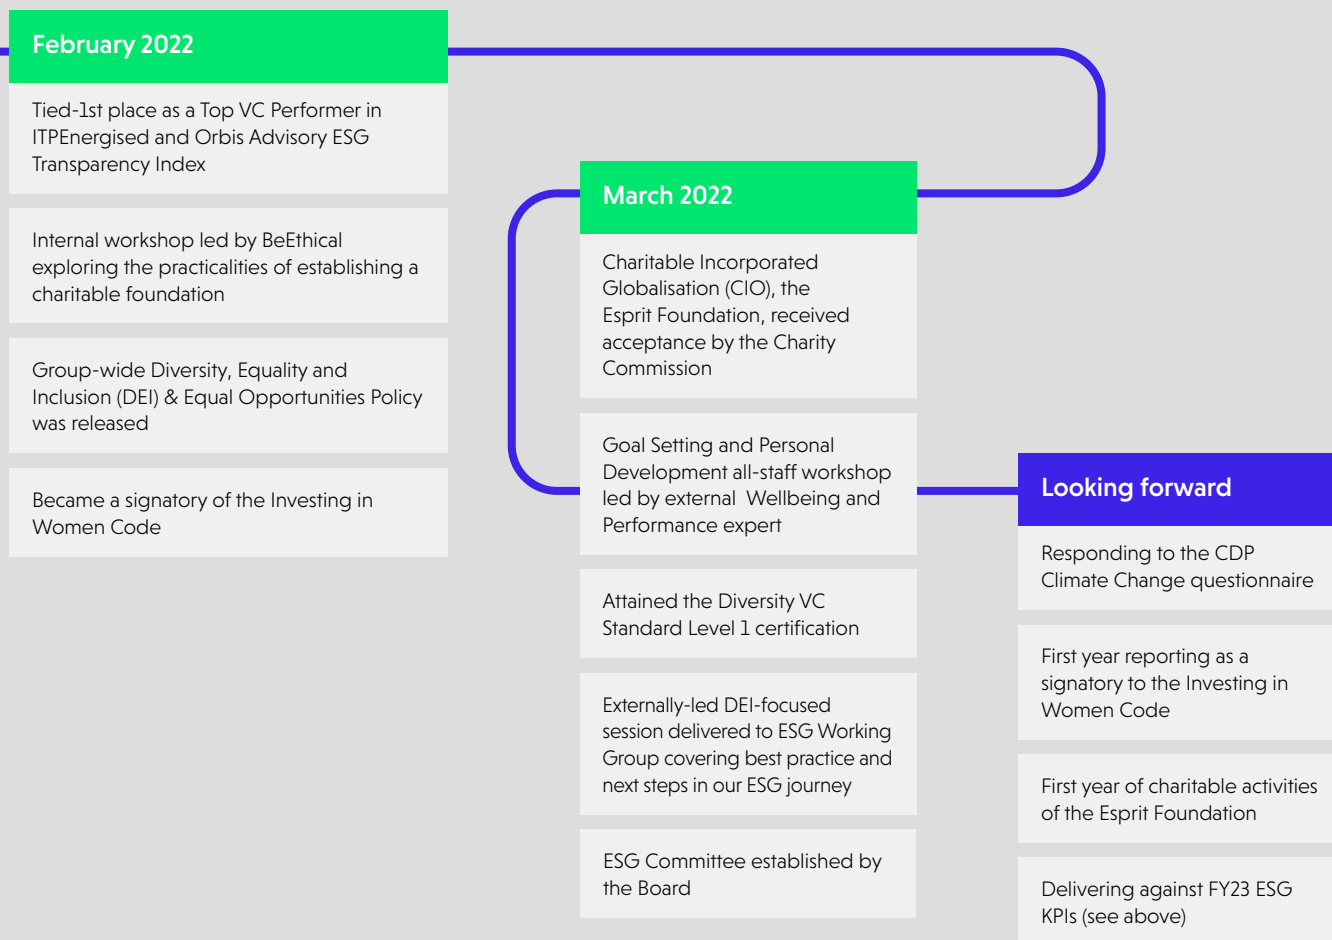 February 2022
Tied-1st place as a Top VC Performer in
ITPEnergised and Orbis Advisory ESG
Transparency Index
Internal workshop led by BeEthical
exploring the practicalities of establishing a
charitable foundation
Group-wide Diversity, Equality and
Inclusion (DEI) & Equal Opportunities Policy
was released
Became a signatory of the Investing in
Women Code
March 2022
Charitable Incorporated
Globalisation (CIO), the
Esprit Foundation, received
acceptance by the Charity
Commission
Goal Setting and Personal
Development all-staff workshop
led by external Wellbeing and
Performance expert
Attained the Diversity VC
Standard Level 1 certification
Externally-led DEI-focused
session delivered to ESG Working
Group covering best practice and
next steps in our ESG journey
ESG Committee established by
the Board
Looking forward
Responding to the CDP
Climate Change questionnaire
First year reporting as a
signatory to the Investing in
Women Code
First year of charitable activities
of the Esprit Foundation
Delivering against FY23 ESG
KPIs (see above)